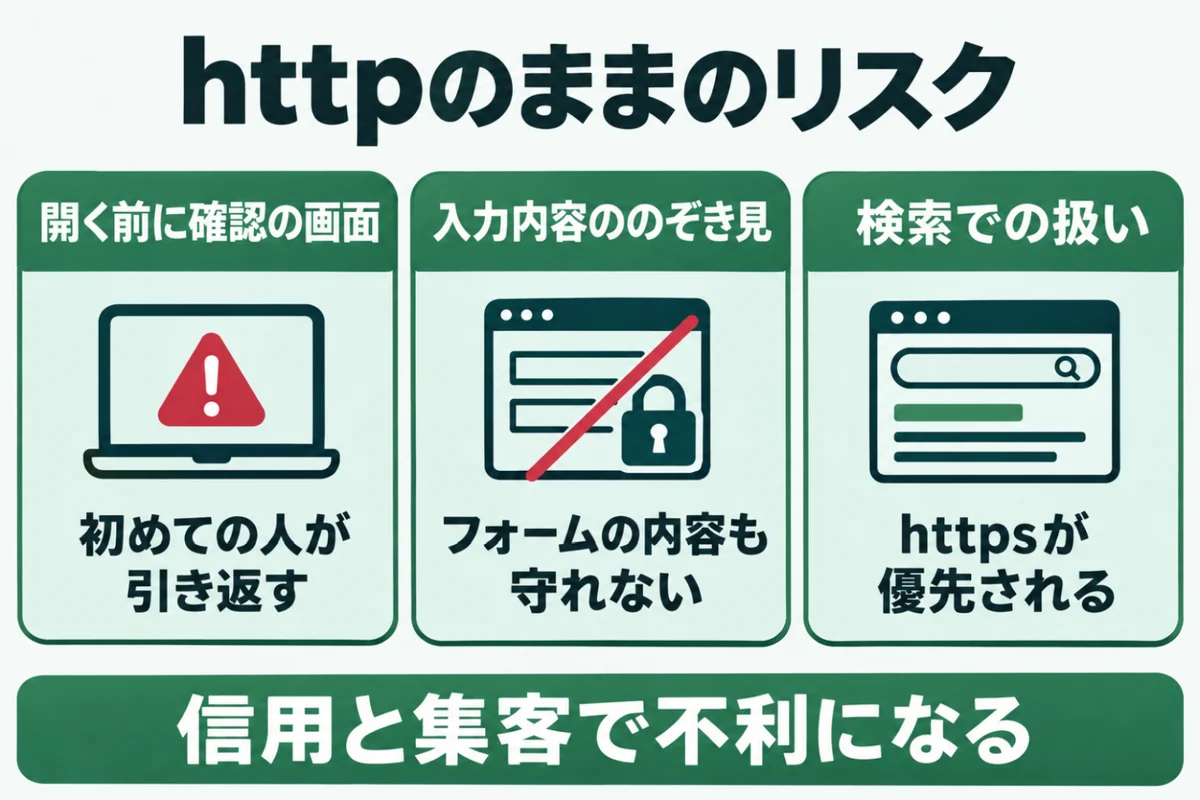 httpのままのリスク
開く前に確認の画面
初めての人が
引き返す
入力内容ののぞき見
フォームの内容も
守れない
検索での扱い
httpsが
優先される
信用と集客で不利になる